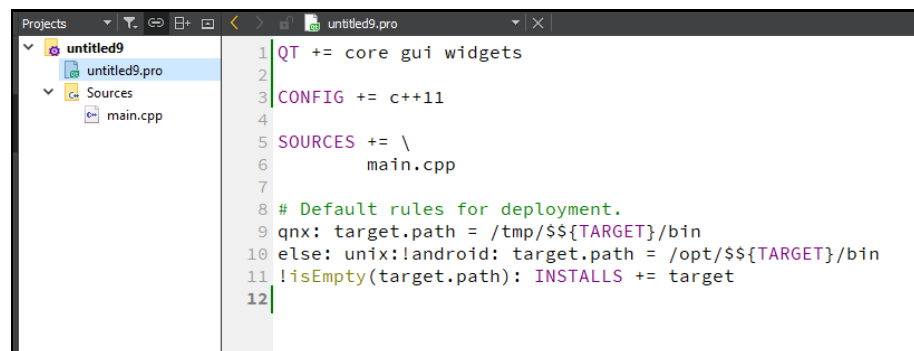 Projects
untitled9.pro
untitled9
untitled9.pro
Sources
main.cpp
1 QT += core gui widgets
2
3 CONFIG += c++11
4
5 SOURCES += \
6         main.cpp
7
8 # Default rules for deployment.
9 qnx: target.path = /tmp/$${TARGET}/bin
10 else: unix:!android: target.path = /opt/$${TARGET}/bin
11 !isEmpty(target.path): INSTALLS += target
12